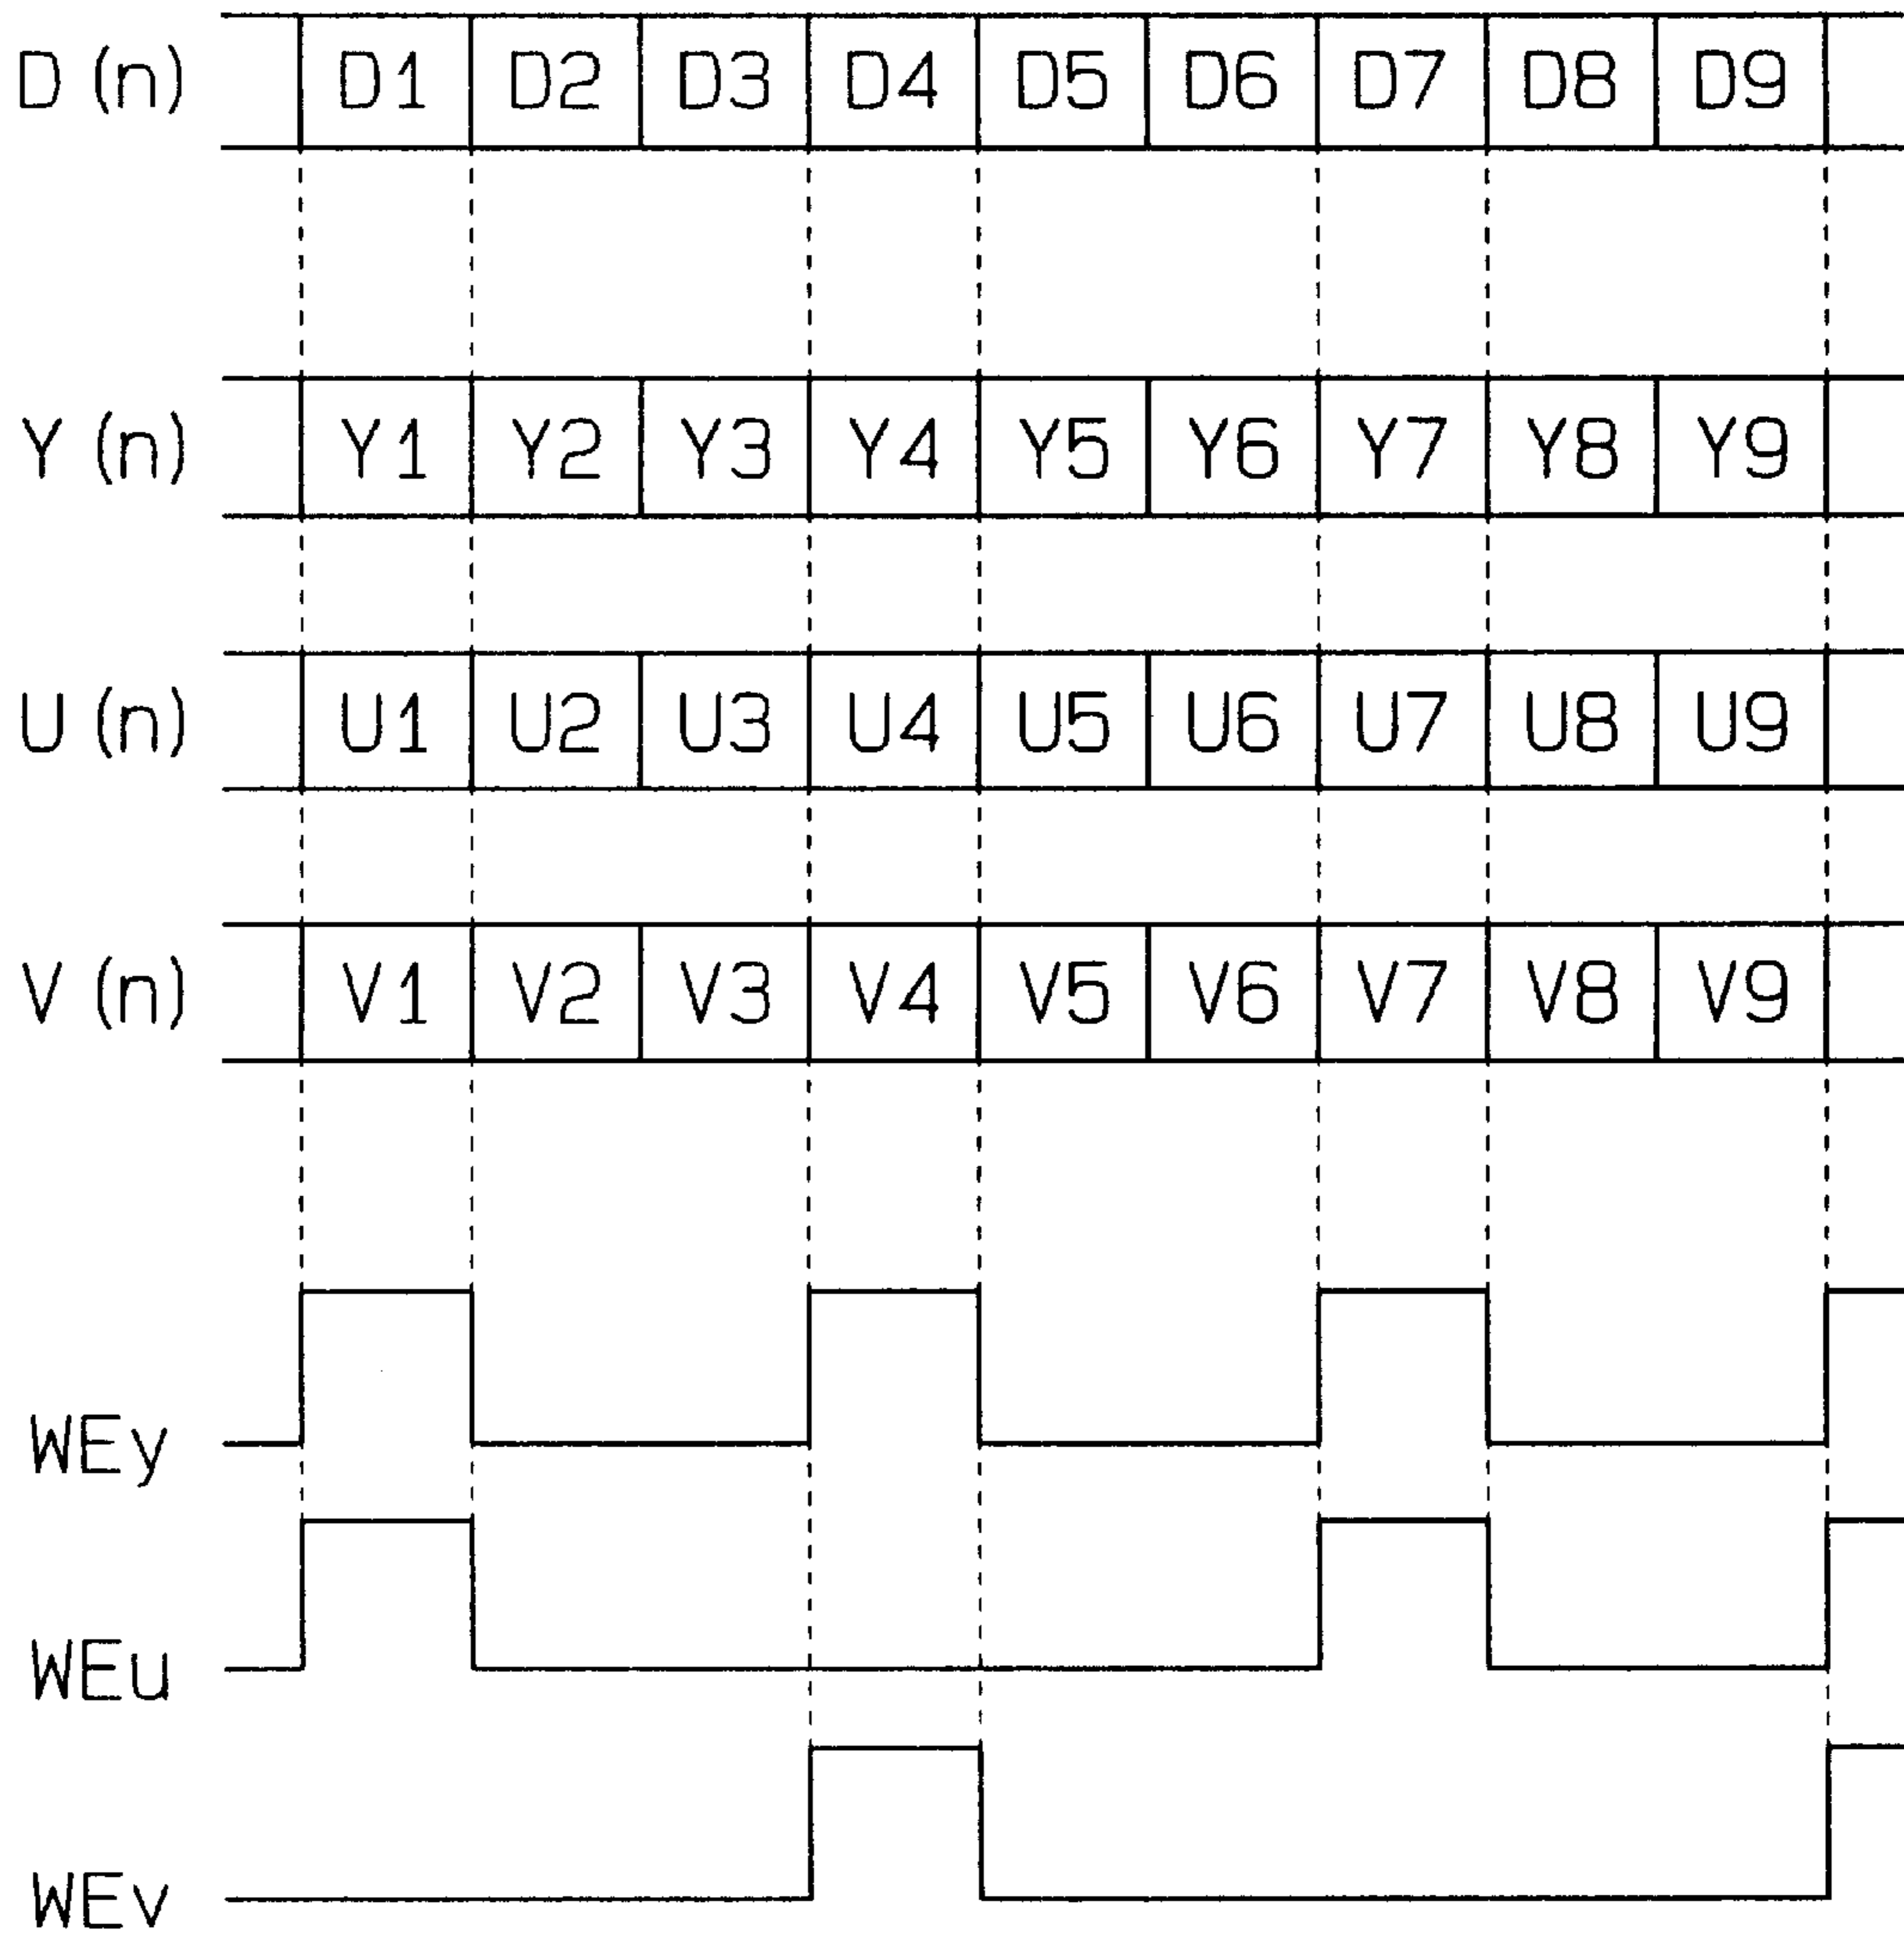 D (n) D1 D2 D3 D4 D5 D6 D7 D8 D9
Y (n) Y1 Y2 Y3 Y4 Y5 Y6 Y7 Y8 Y9
U (n) U1 U2 U3 U4 U5 U6 U7 U8 U9
V (n) V1 V2 V3 V4 V5 V6 V7 V8 V9
WEy
WEu
WEv